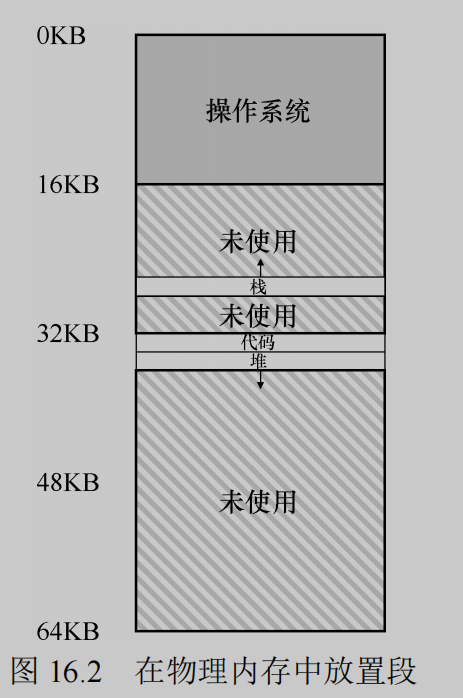 0KB
操作系统
16KB
未使用
栈
未使用
32KB
代码
堆
48KB
未使用
64KB
图 16.2 在物理内存中放置段